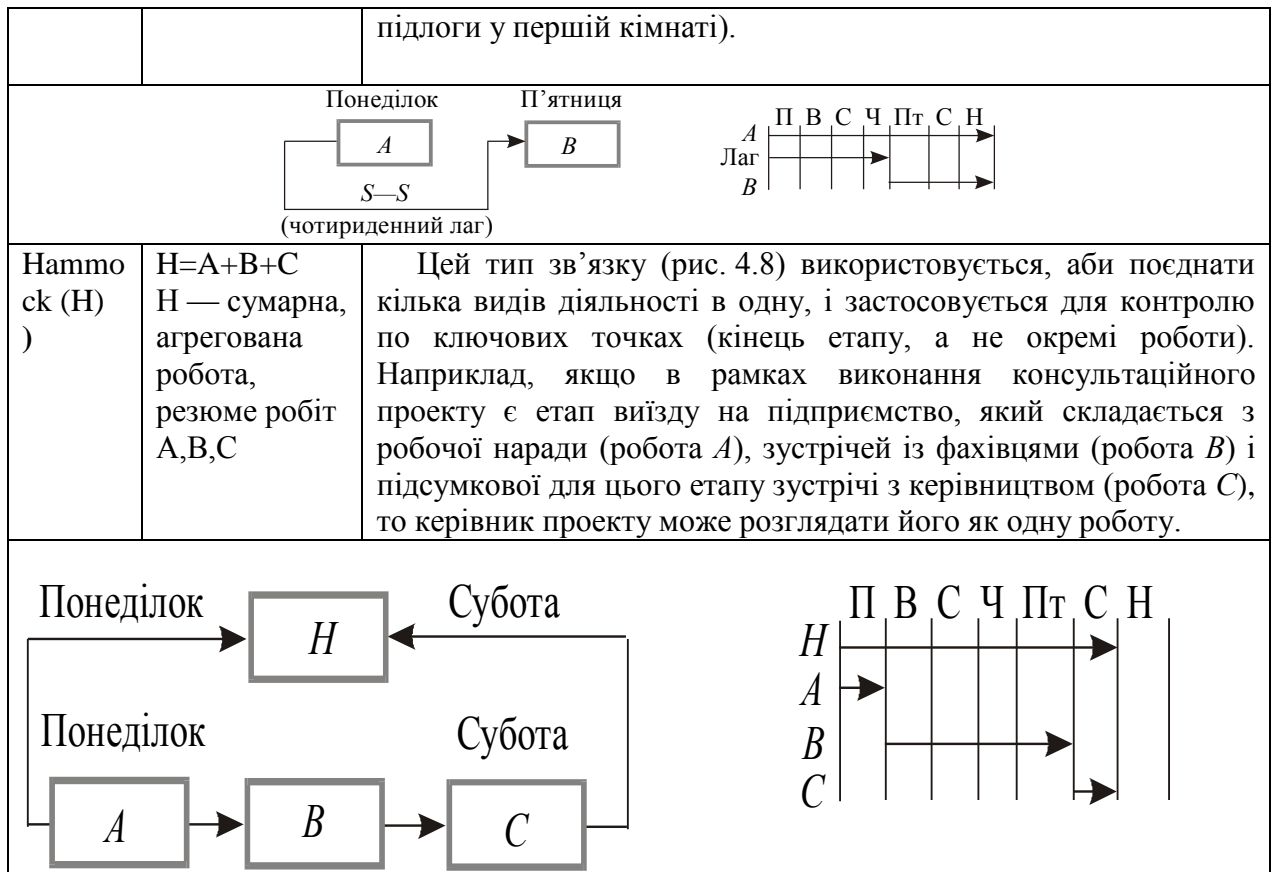 підлоги у першій кімнаті).
Понеділок П’ятниця
A B
S—S
(чотириденний лаг)
П В С Ч Пт С Н
A
Лаг
B
Hammo
ck (H)
)
H=A+B+C
H — сумарна,
агрегована
робота,
резюме робіт
A,B,C
Цей тип зв’язку (рис. 4.8) використовується, аби поєднати
кілька видів діяльності в одну, і застосовується для контролю
по ключових точках (кінець етапу, а не окремі роботи).
Наприклад, якщо в рамках виконання консультаційного
проекту є етап виїзду на підприємство, який складається з
робочої наради (робота A), зустрічей із фахівцями (робота B) і
підсумкової для цього етапу зустрічі з керівництвом (робота C),
то керівник проекту може розглядати його як одну роботу.
Понеділок Субота
H
Понеділок Субота
A B C
П В С Ч Пт С Н
H
A
B
C